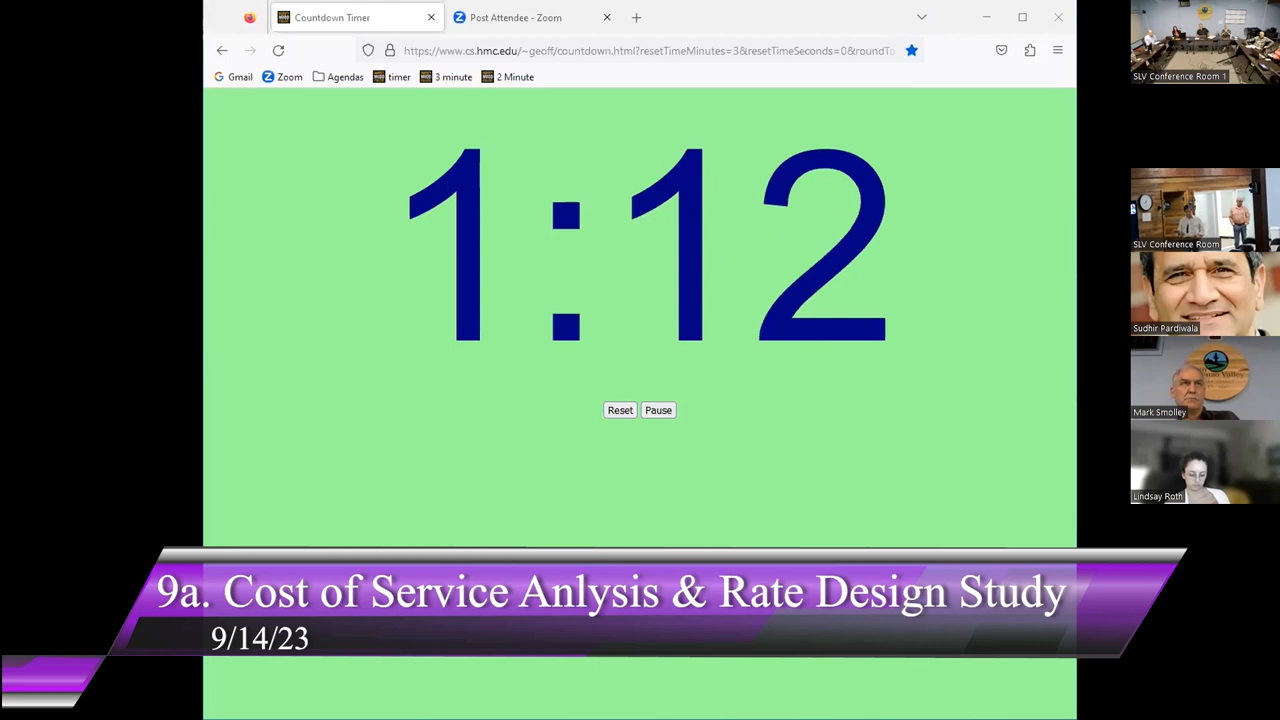 Countdown Timer
Post Attendee - Zoom
https://www.cs.hmc.edu/~geoff/countdown.html?resetTimeMinutes=3&resetTimeSeconds=0&roundTo
Gmail Zoom Agendas timer 3 minute 2 Minute
1:12
Reset Pause
SLV Conference Room 1
SLV Conference Room
Sudhir Pardiwala
Mark Smolley
Lindsay Roth
9a. Cost of Service Anlysis & Rate Design Study
9/14/23